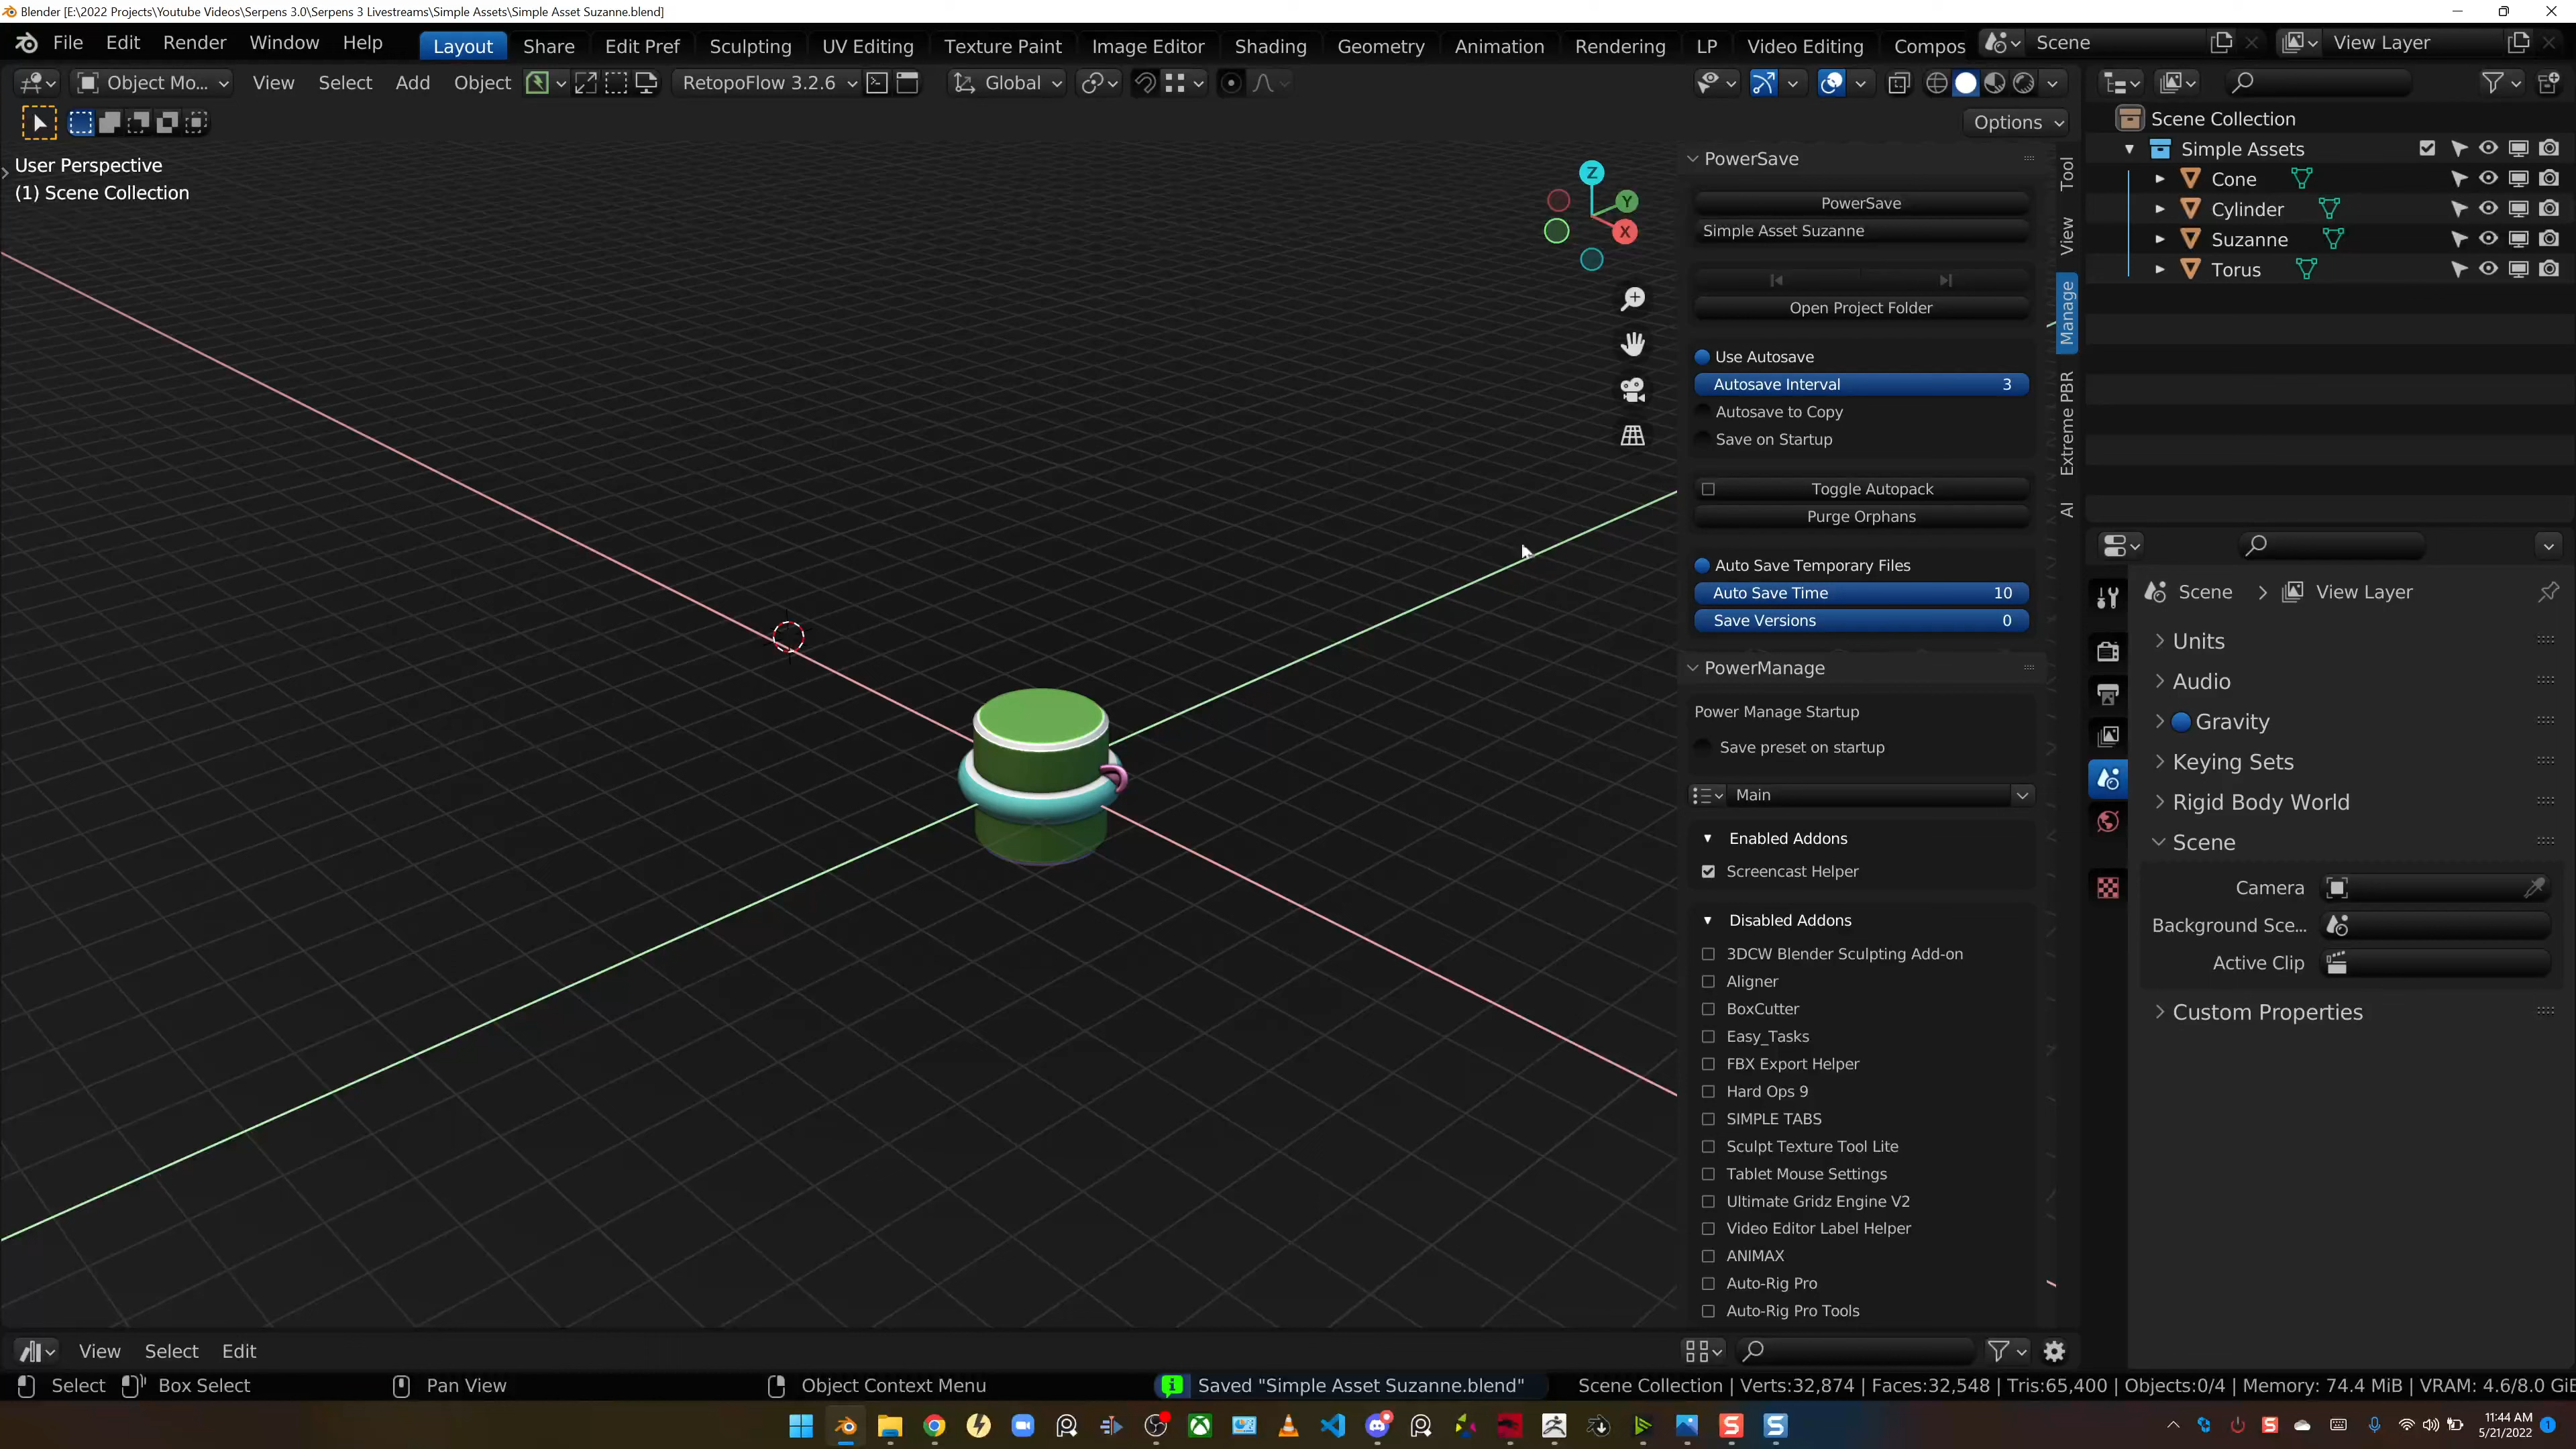 Blender [E:\2022 Projects\Youtube Videos\Serpens 3.0\Serpens 3 Livestreams\Simple Assets\Simple Asset Suzanne.blend]
File Edit Render Window Help Layout Share Edit Pref Sculpting UV Editing Texture Paint Image Editor Shading Geometry Animation Rendering LP Video Editing Compos Scene View Layer
Object Mo... View Select Add Object RetopoFlow 3.2.6 Global
Options
User Perspective
(1) Scene Collection
Z
Y
X
PowerSave
PowerSave
Simple Asset Suzanne
Open Project Folder
Use Autosave
Autosave Interval 3
Autosave to Copy
Save on Startup
Toggle Autopack
Purge Orphans
Auto Save Temporary Files
Auto Save Time 10
Save Versions 0
PowerManage
Power Manage Startup
Save preset on startup
Main
Enabled Addons
Screencast Helper
Disabled Addons
3DCW Blender Sculpting Add-on
Aligner
BoxCutter
Easy_Tasks
FBX Export Helper
Hard Ops 9
SIMPLE TABS
Sculpt Texture Tool Lite
Tablet Mouse Settings
Ultimate Gridz Engine V2
Video Editor Label Helper
ANIMAX
Auto-Rig Pro
Auto-Rig Pro Tools
Tool
View
Manage
Extreme PBR
AI
Scene Collection
Simple Assets
Cone
Cylinder
Suzanne
Torus
Scene View Layer
Units
Audio
Gravity
Keying Sets
Rigid Body World
Scene
Camera
Background Sce...
Active Clip
Custom Properties
View Select Edit
Select Box Select Pan View Object Context Menu Saved "Simple Asset Suzanne.blend" Scene Collection | Verts:32,874 | Faces:32,548 | Tris:65,400 | Objects:0/4 | Memory: 74.4 MiB | VRAM: 4.6/8.0 GiE
11:44 AM
5/21/2022